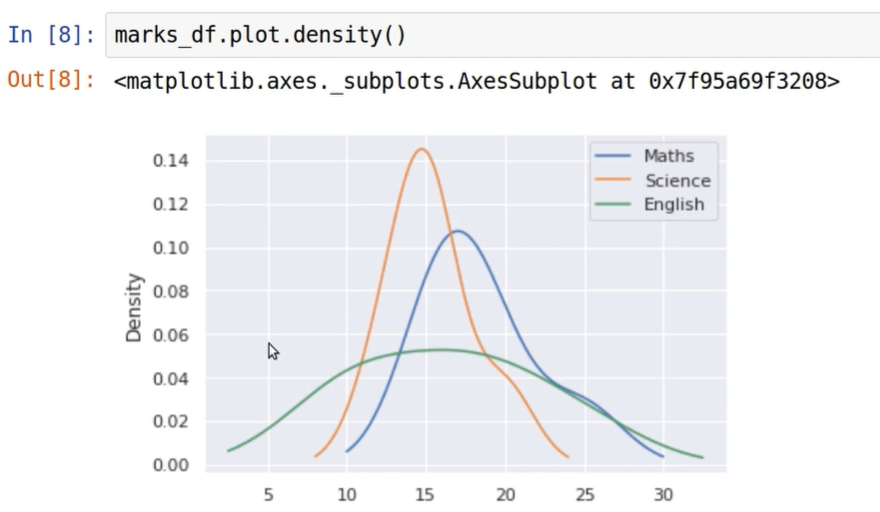 In [8]: marks_df.plot.density()
Out[8]: <matplotlib.axes._subplots.AxesSubplot at 0x7f95a69f3208>
Maths
Science
English
Density
0.14
0.12
0.10
0.08
0.06
0.04
0.02
0.00
5 10 15 20 25 30